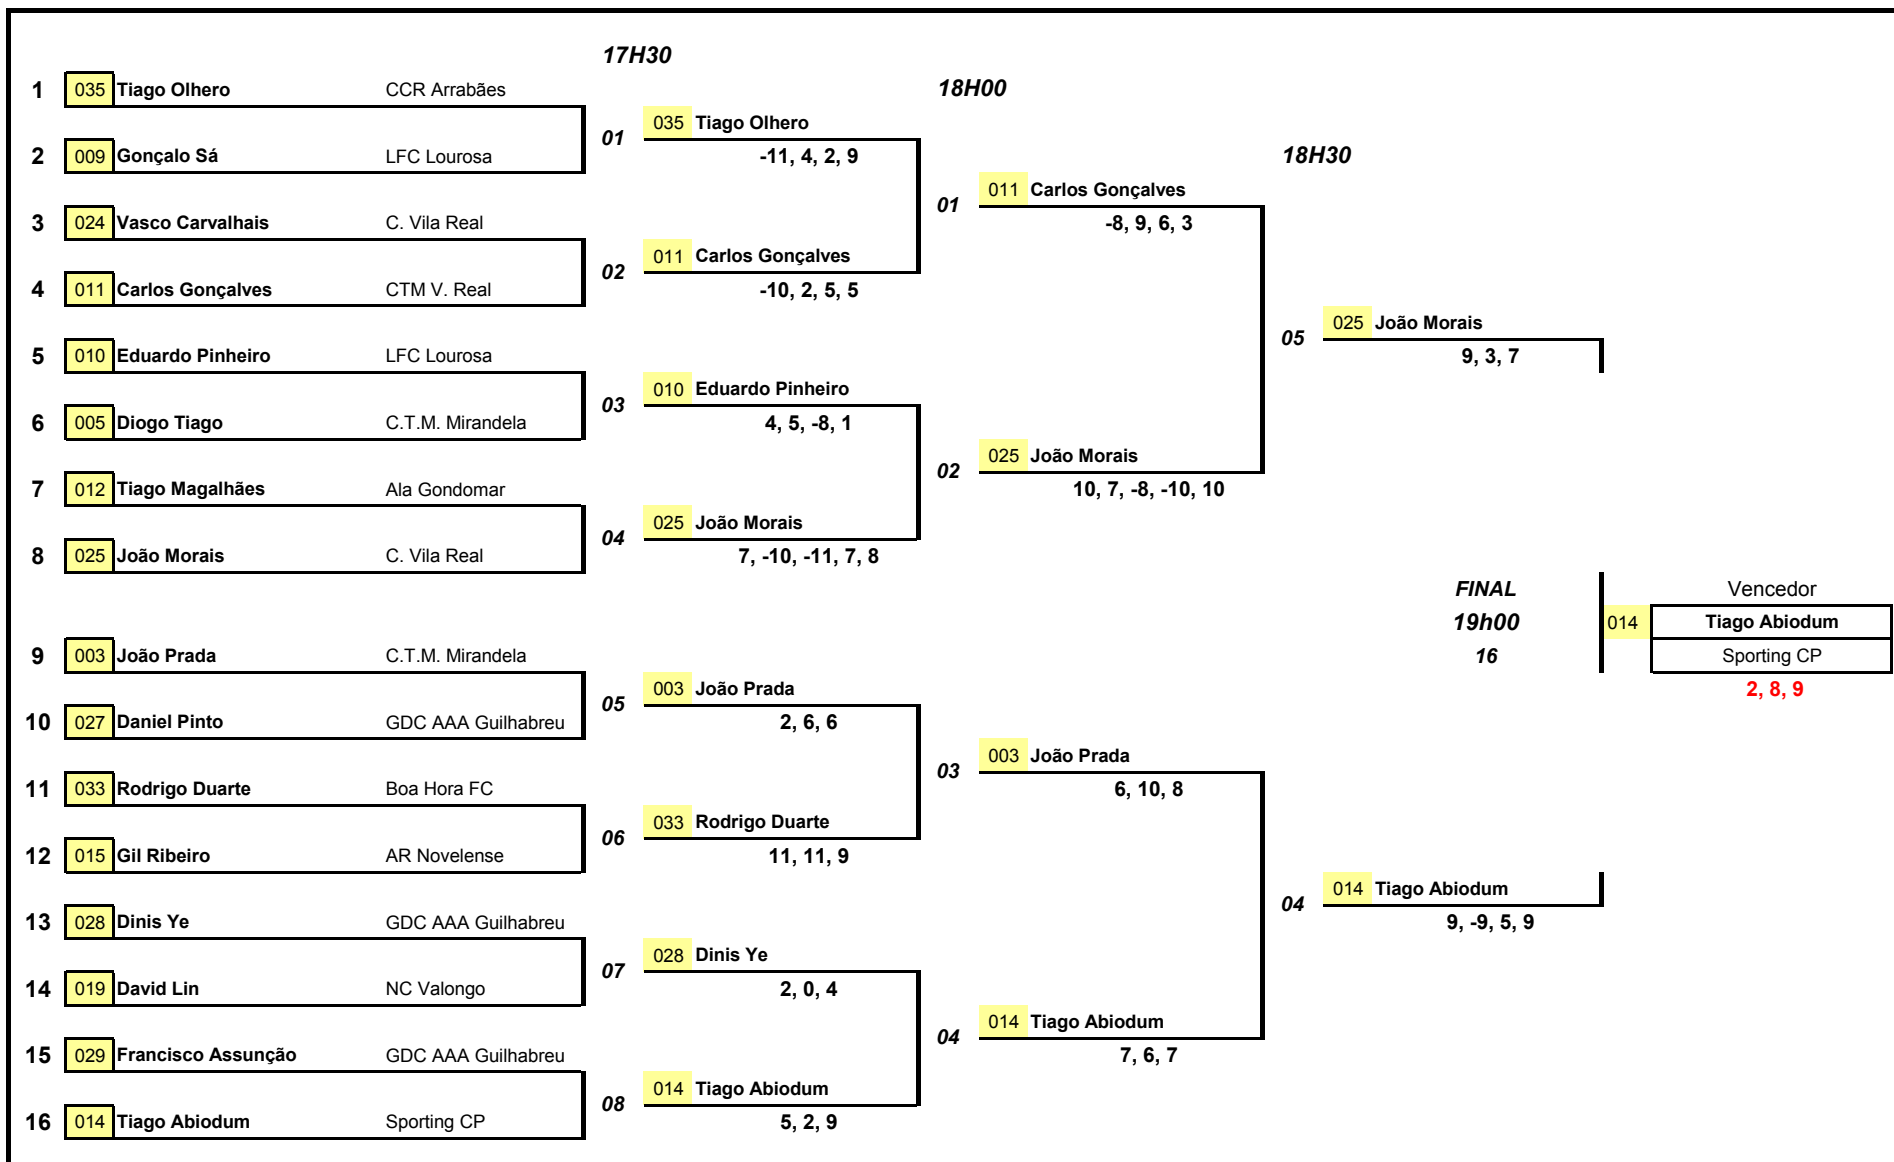 17H30
1 035 Tiago Olhero CCR Arrabães
18H00
01 035 Tiago Olhero
2 009 Gonçalo Sá LFC Lourosa
-11, 4, 2, 9
18H30
01 011 Carlos Gonçalves
3 024 Vasco Carvalhais C. Vila Real
-8, 9, 6, 3
02 011 Carlos Gonçalves
4 011 Carlos Gonçalves CTM V. Real
-10, 2, 5, 5
05 025 João Morais
5 010 Eduardo Pinheiro LFC Lourosa
9, 3, 7
03 010 Eduardo Pinheiro
6 005 Diogo Tiago C.T.M. Mirandela
4, 5, -8, 1
02 025 João Morais
7 012 Tiago Magalhães Ala Gondomar
10, 7, -8, -10, 10
04 025 João Morais
8 025 João Morais C. Vila Real
7, -10, -11, 7, 8
FINAL Vencedor
19h00 014 Tiago Abiodum
9 003 João Prada C.T.M. Mirandela
16 Sporting CP
05 003 João Prada
2, 8, 9
10 027 Daniel Pinto GDC AAA Guilhabreu
2, 6, 6
03 003 João Prada
11 033 Rodrigo Duarte Boa Hora FC
6, 10, 8
06 033 Rodrigo Duarte
12 015 Gil Ribeiro AR Novelense
11, 11, 9
04 014 Tiago Abiodum
13 028 Dinis Ye GDC AAA Guilhabreu
9, -9, 5, 9
07 028 Dinis Ye
14 019 David Lin NC Valongo
2, 0, 4
04 014 Tiago Abiodum
15 029 Francisco Assunção GDC AAA Guilhabreu
7, 6, 7
08 014 Tiago Abiodum
16 014 Tiago Abiodum Sporting CP
5, 2, 9